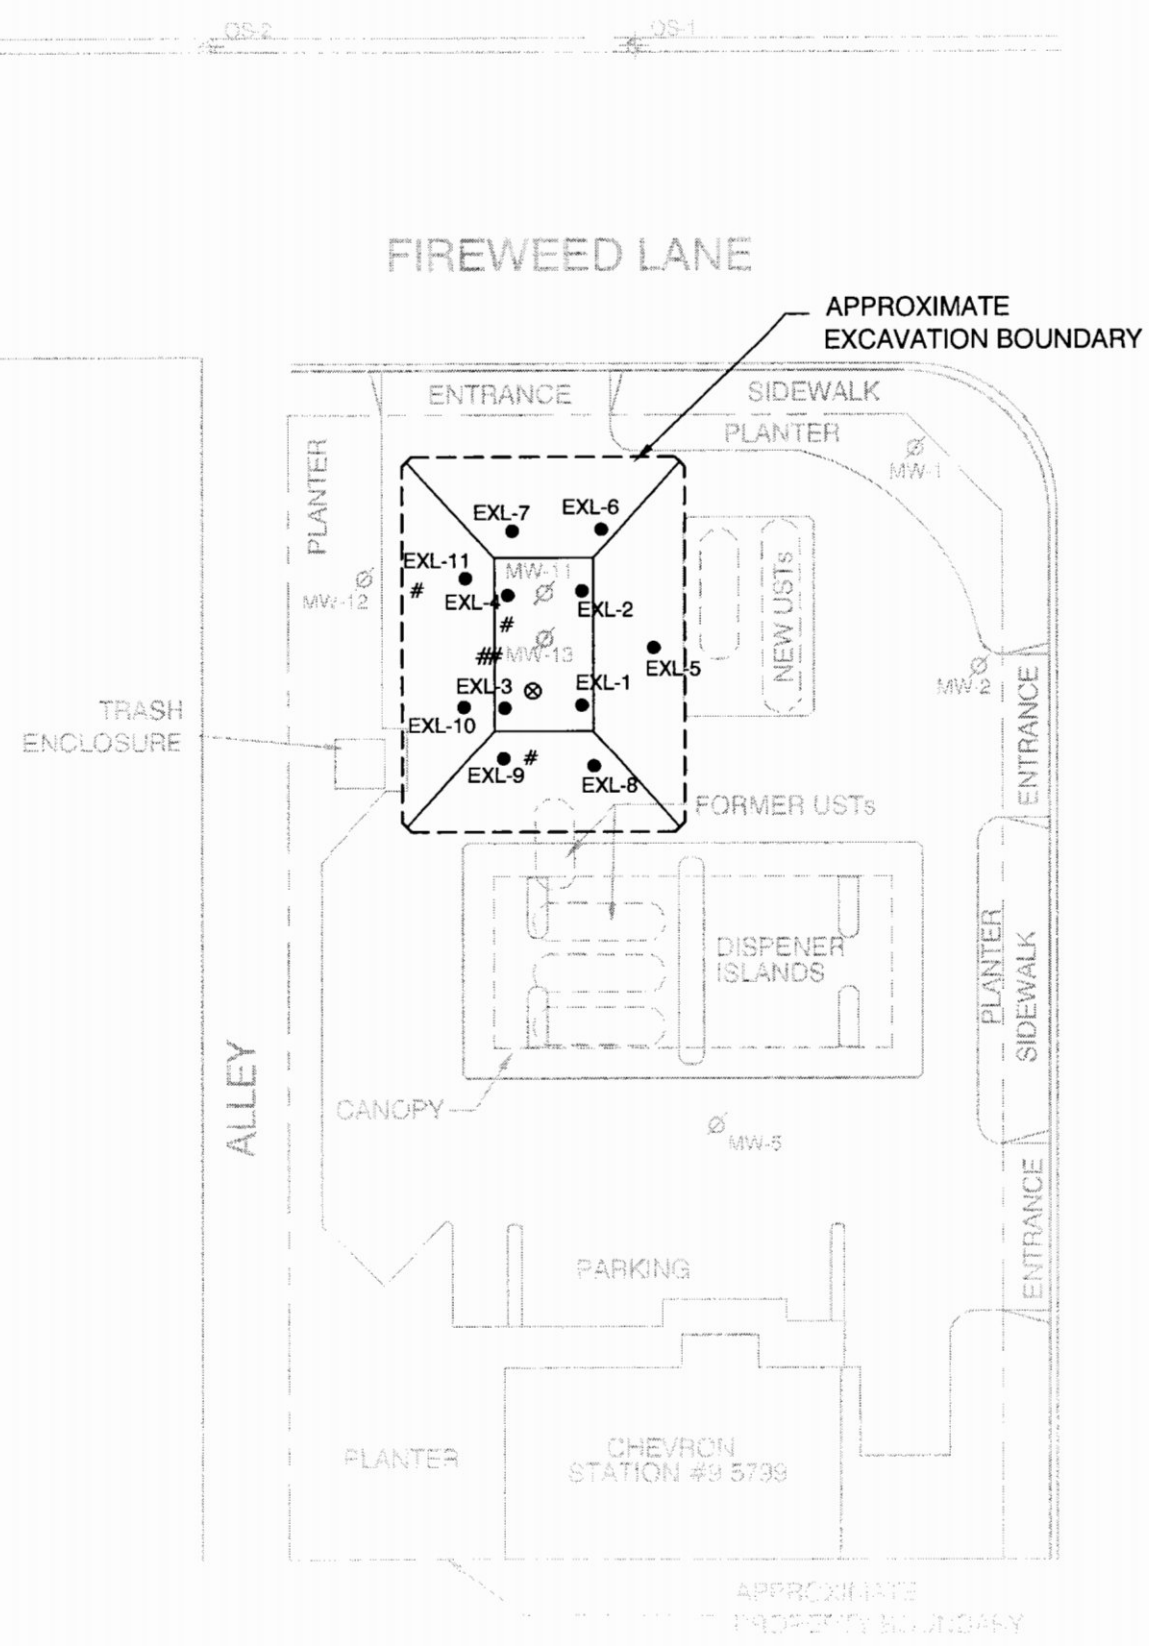 OS-2
OS-1
FIREWEED LANE
APPROXIMATE
EXCAVATION BOUNDARY
ENTRANCE
SIDEWALK
PLANTER
MW-1
PLANTER
EXL-7
EXL-6
EXL-11
#
MW-11
MW-12
EXL-4
EXL-2
#
##
MW-13
NEW USTs
EXL-5
MW-2
EXL-3
EXL-1
EXL-10
TRASH
ENCLOSURE
ENTRANCE
EXL-9
#
EXL-8
FORMER USTs
DISPENER
ISLANDS
PLANTER
SIDEWALK
ALLEY
CANOPY
MW-5
ENTRANCE
PARKING
PLANTER
CHEVRON
STATION #9 5799
APPROXIMATE
PROPERTY BOUNDARY